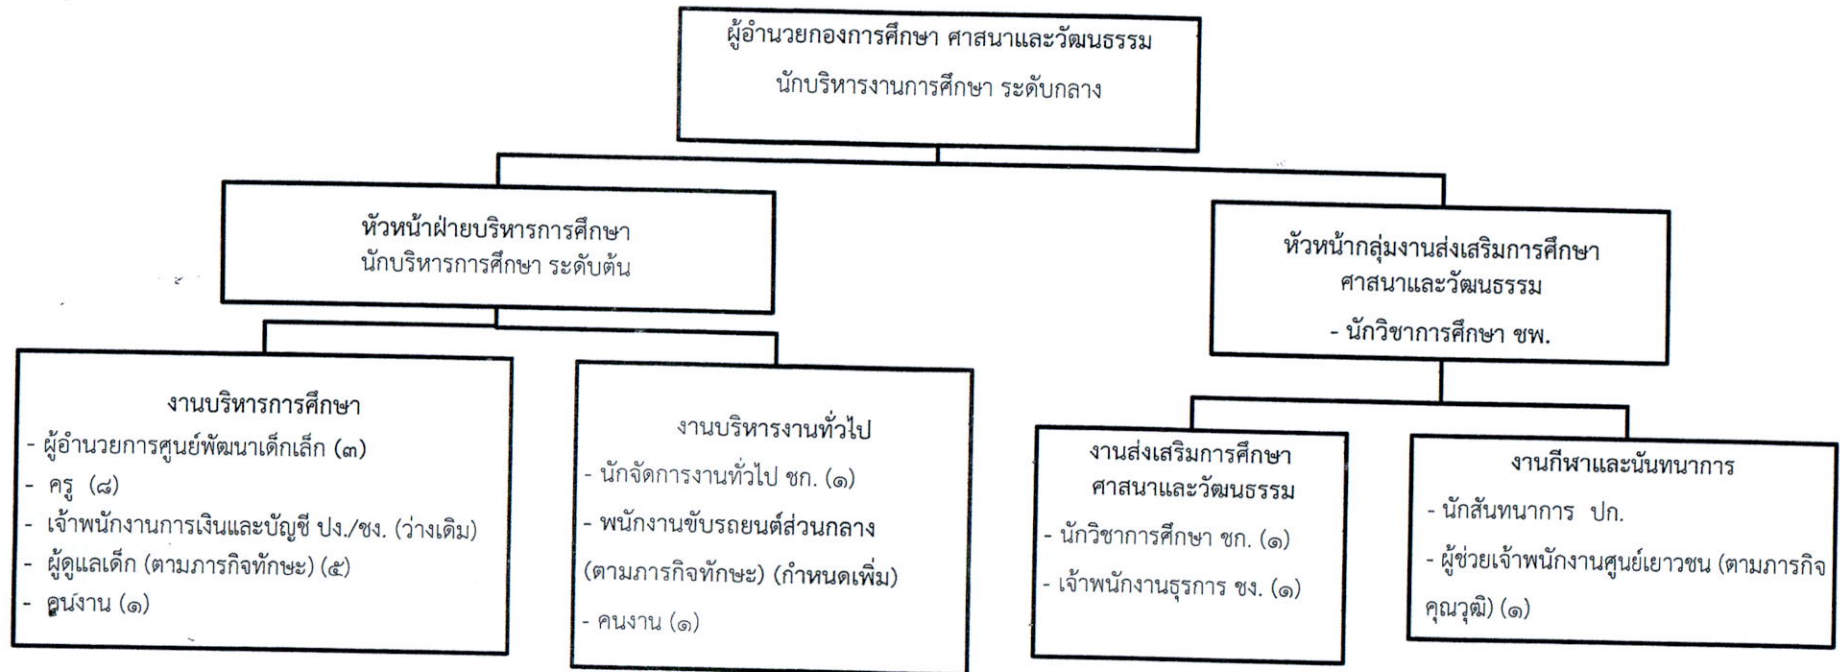 ผู้อำนวยกองการศึกษา ศาสนาและวัฒนธรรม
นักบริหารงานการศึกษา ระดับกลาง
หัวหน้าฝ่ายบริหารการศึกษา
นักบริหารการศึกษา ระดับต้น
หัวหน้ากลุ่มงานส่งเสริมการศึกษา
ศาสนาและวัฒนธรรม
- นักวิชาการศึกษา ชพ.
งานบริหารการศึกษา
- ผู้อำนวยการศูนย์พัฒนาเด็กเล็ก (๓)
- ครู (๘)
- เจ้าพนักงานการเงินและบัญชี ปง./ชง. (ว่างเดิม)
- ผู้ดูแลเด็ก (ตามภารกิจทักษะ) (๕)
- คนงาน (๑)
งานบริหารงานทั่วไป
- นักจัดการงานทั่วไป ชก. (๑)
- พนักงานขับรถยนต์ส่วนกลาง
(ตามภารกิจทักษะ) (กำหนดเพิ่ม)
- คนงาน (๑)
งานส่งเสริมการศึกษา
ศาสนาและวัฒนธรรม
- นักวิชาการศึกษา ชก. (๑)
- เจ้าพนักงานธุรการ ชง. (๑)
งานกีฬาและนันทนาการ
- นักสันทนาการ ปก.
- ผู้ช่วยเจ้าพนักงานศูนย์เยาวชน (ตามภารกิจ
คุณวุฒิ) (๑)